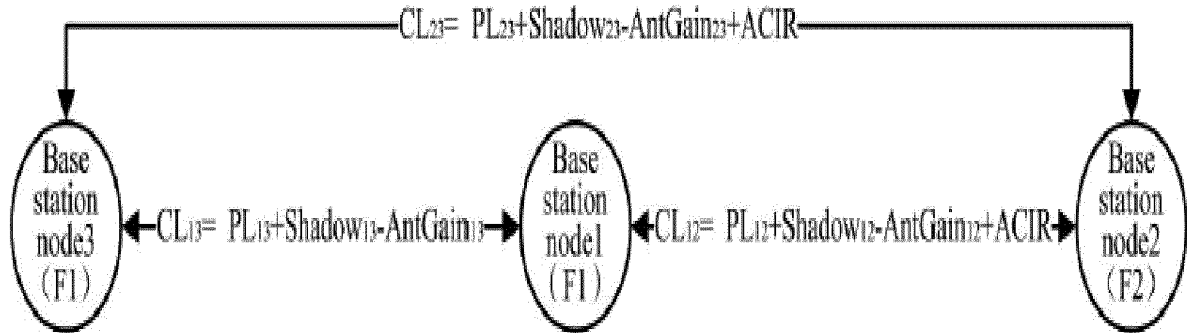 CL23= PL23+Shadow23-AntGain23+ACIR
Base
station
node3
(F1)
CL13= PL13+Shadow13-AntGain13
Base
station
node1
(F1)
CL12= PL12+Shadow12-AntGain12+ACIR
Base
station
node2
(F2)